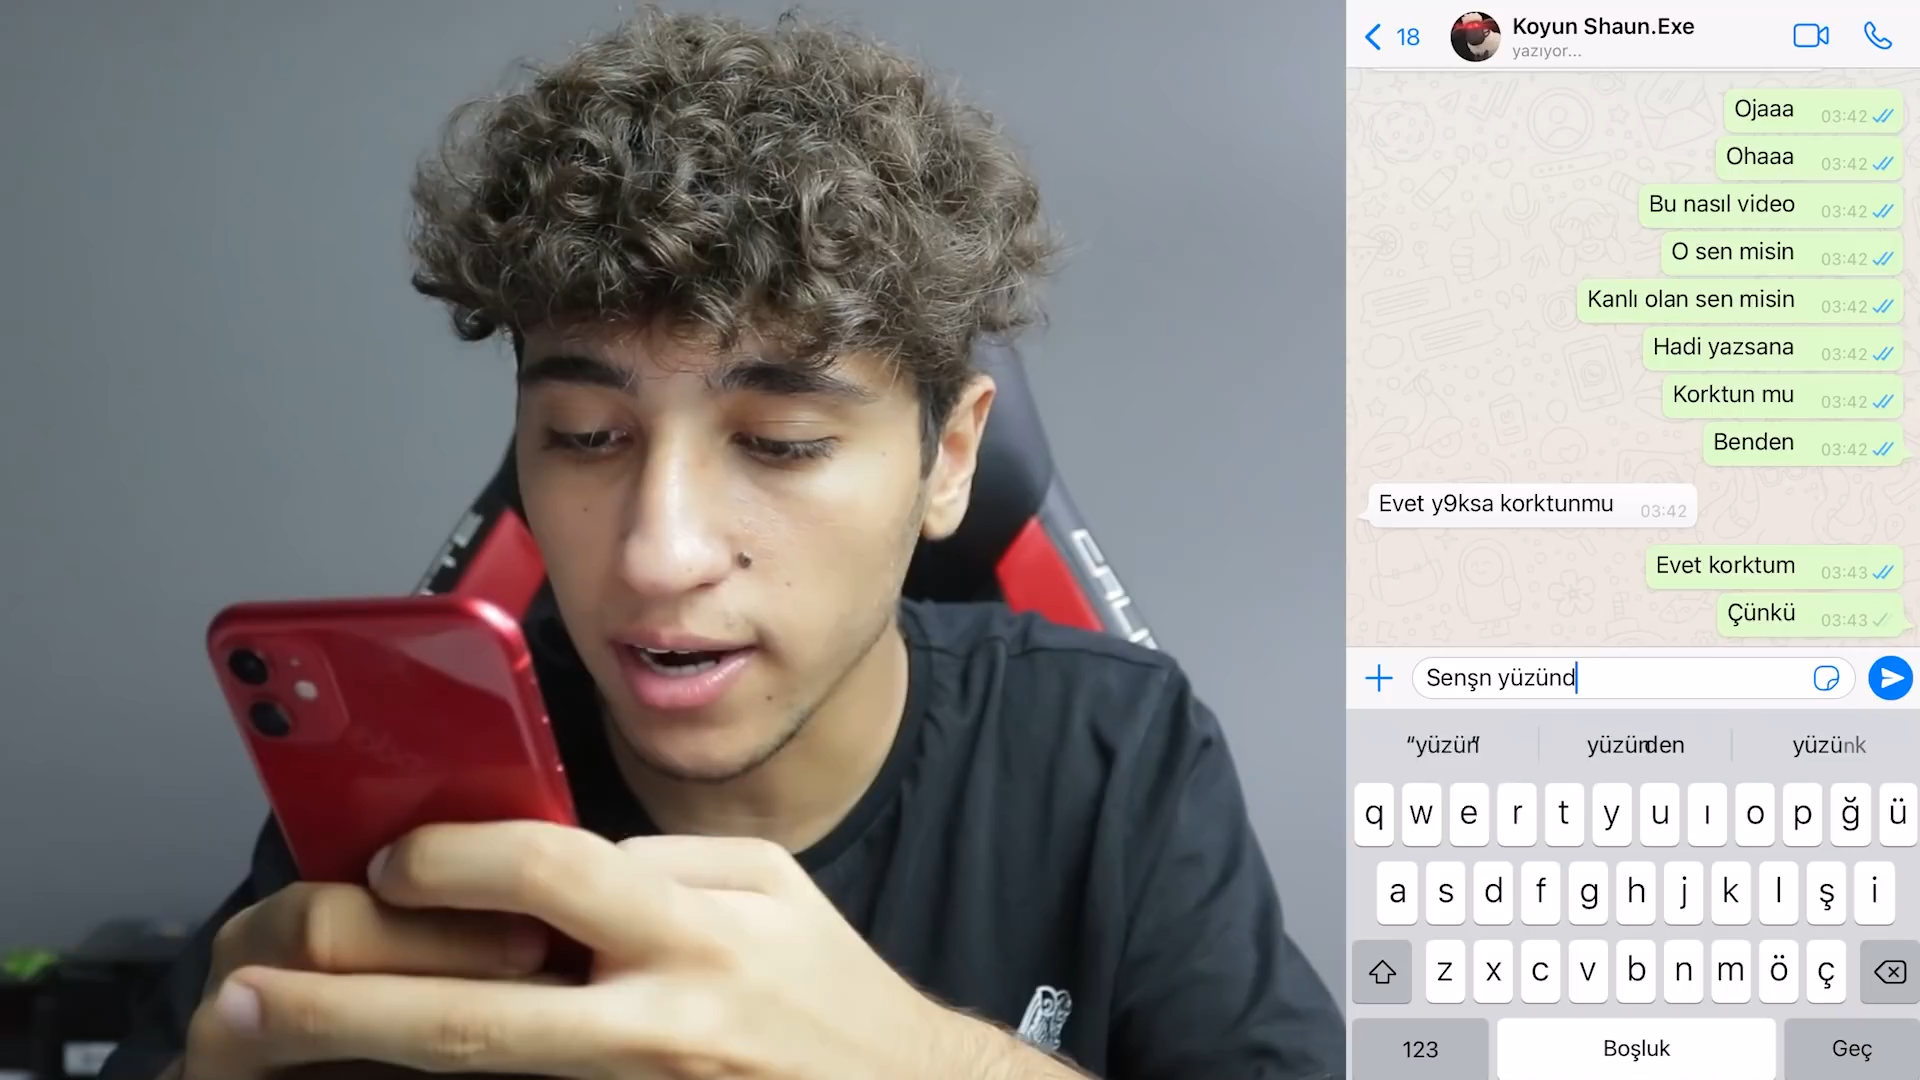 18
Koyun Shaun.Exe
yazıyor...
Ojaaa 03:42
Ohaaa 03:42
Bu nasıl video 03:42
O sen misin 03:42
Kanlı olan sen misin 03:42
Hadi yazsana 03:42
Korktun mu 03:42
Benden 03:42
Evet y9ksa korktunmu 03:42
Evet korktum 03:43
Çünkü 03:43
Senşn yüzünd
yüzünden
q w e r t y u ı o p ğ ü
a s d f g h j k l ş i
z x c v b n m ö ç
123 Boşluk Geç